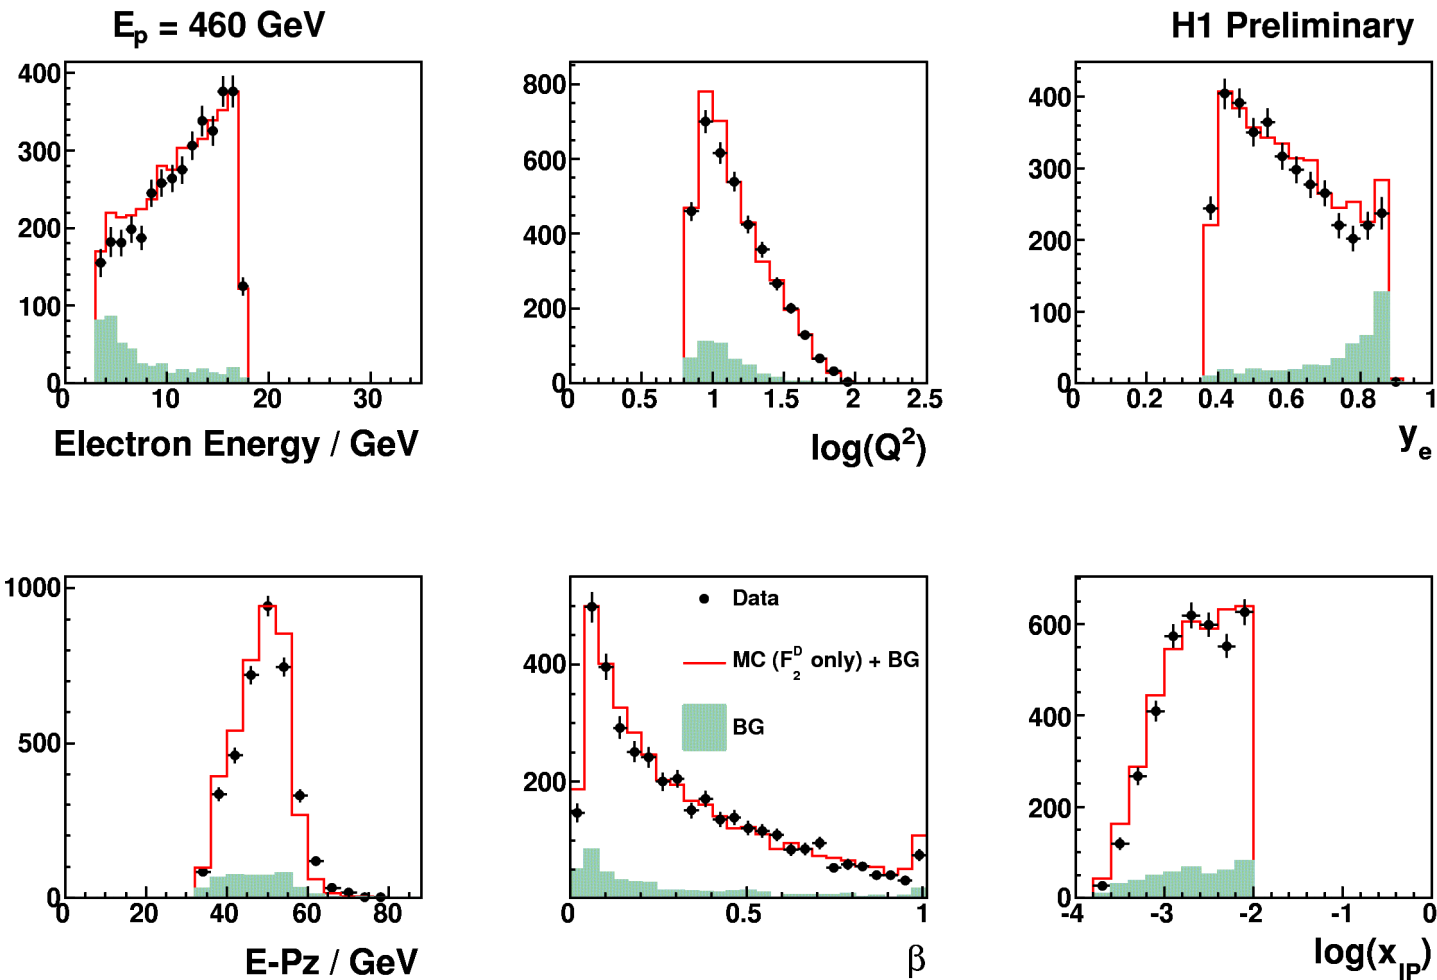 E_p = 460 GeV
H1 Preliminary
400
300
200
100
0
0 10 20 30
Electron Energy / GeV
800
600
400
200
0
0 0.5 1 1.5 2 2.5
log(Q^2)
400
300
200
100
0
0 0.2 0.4 0.6 0.8 1
y_e
1000
500
0
0 20 40 60 80
E-Pz / GeV
400
200
Data
MC (F_2^D only) + BG
BG
0 0.5 1
β
600
400
200
0
-4 -3 -2 -1 0
log(x_IP)